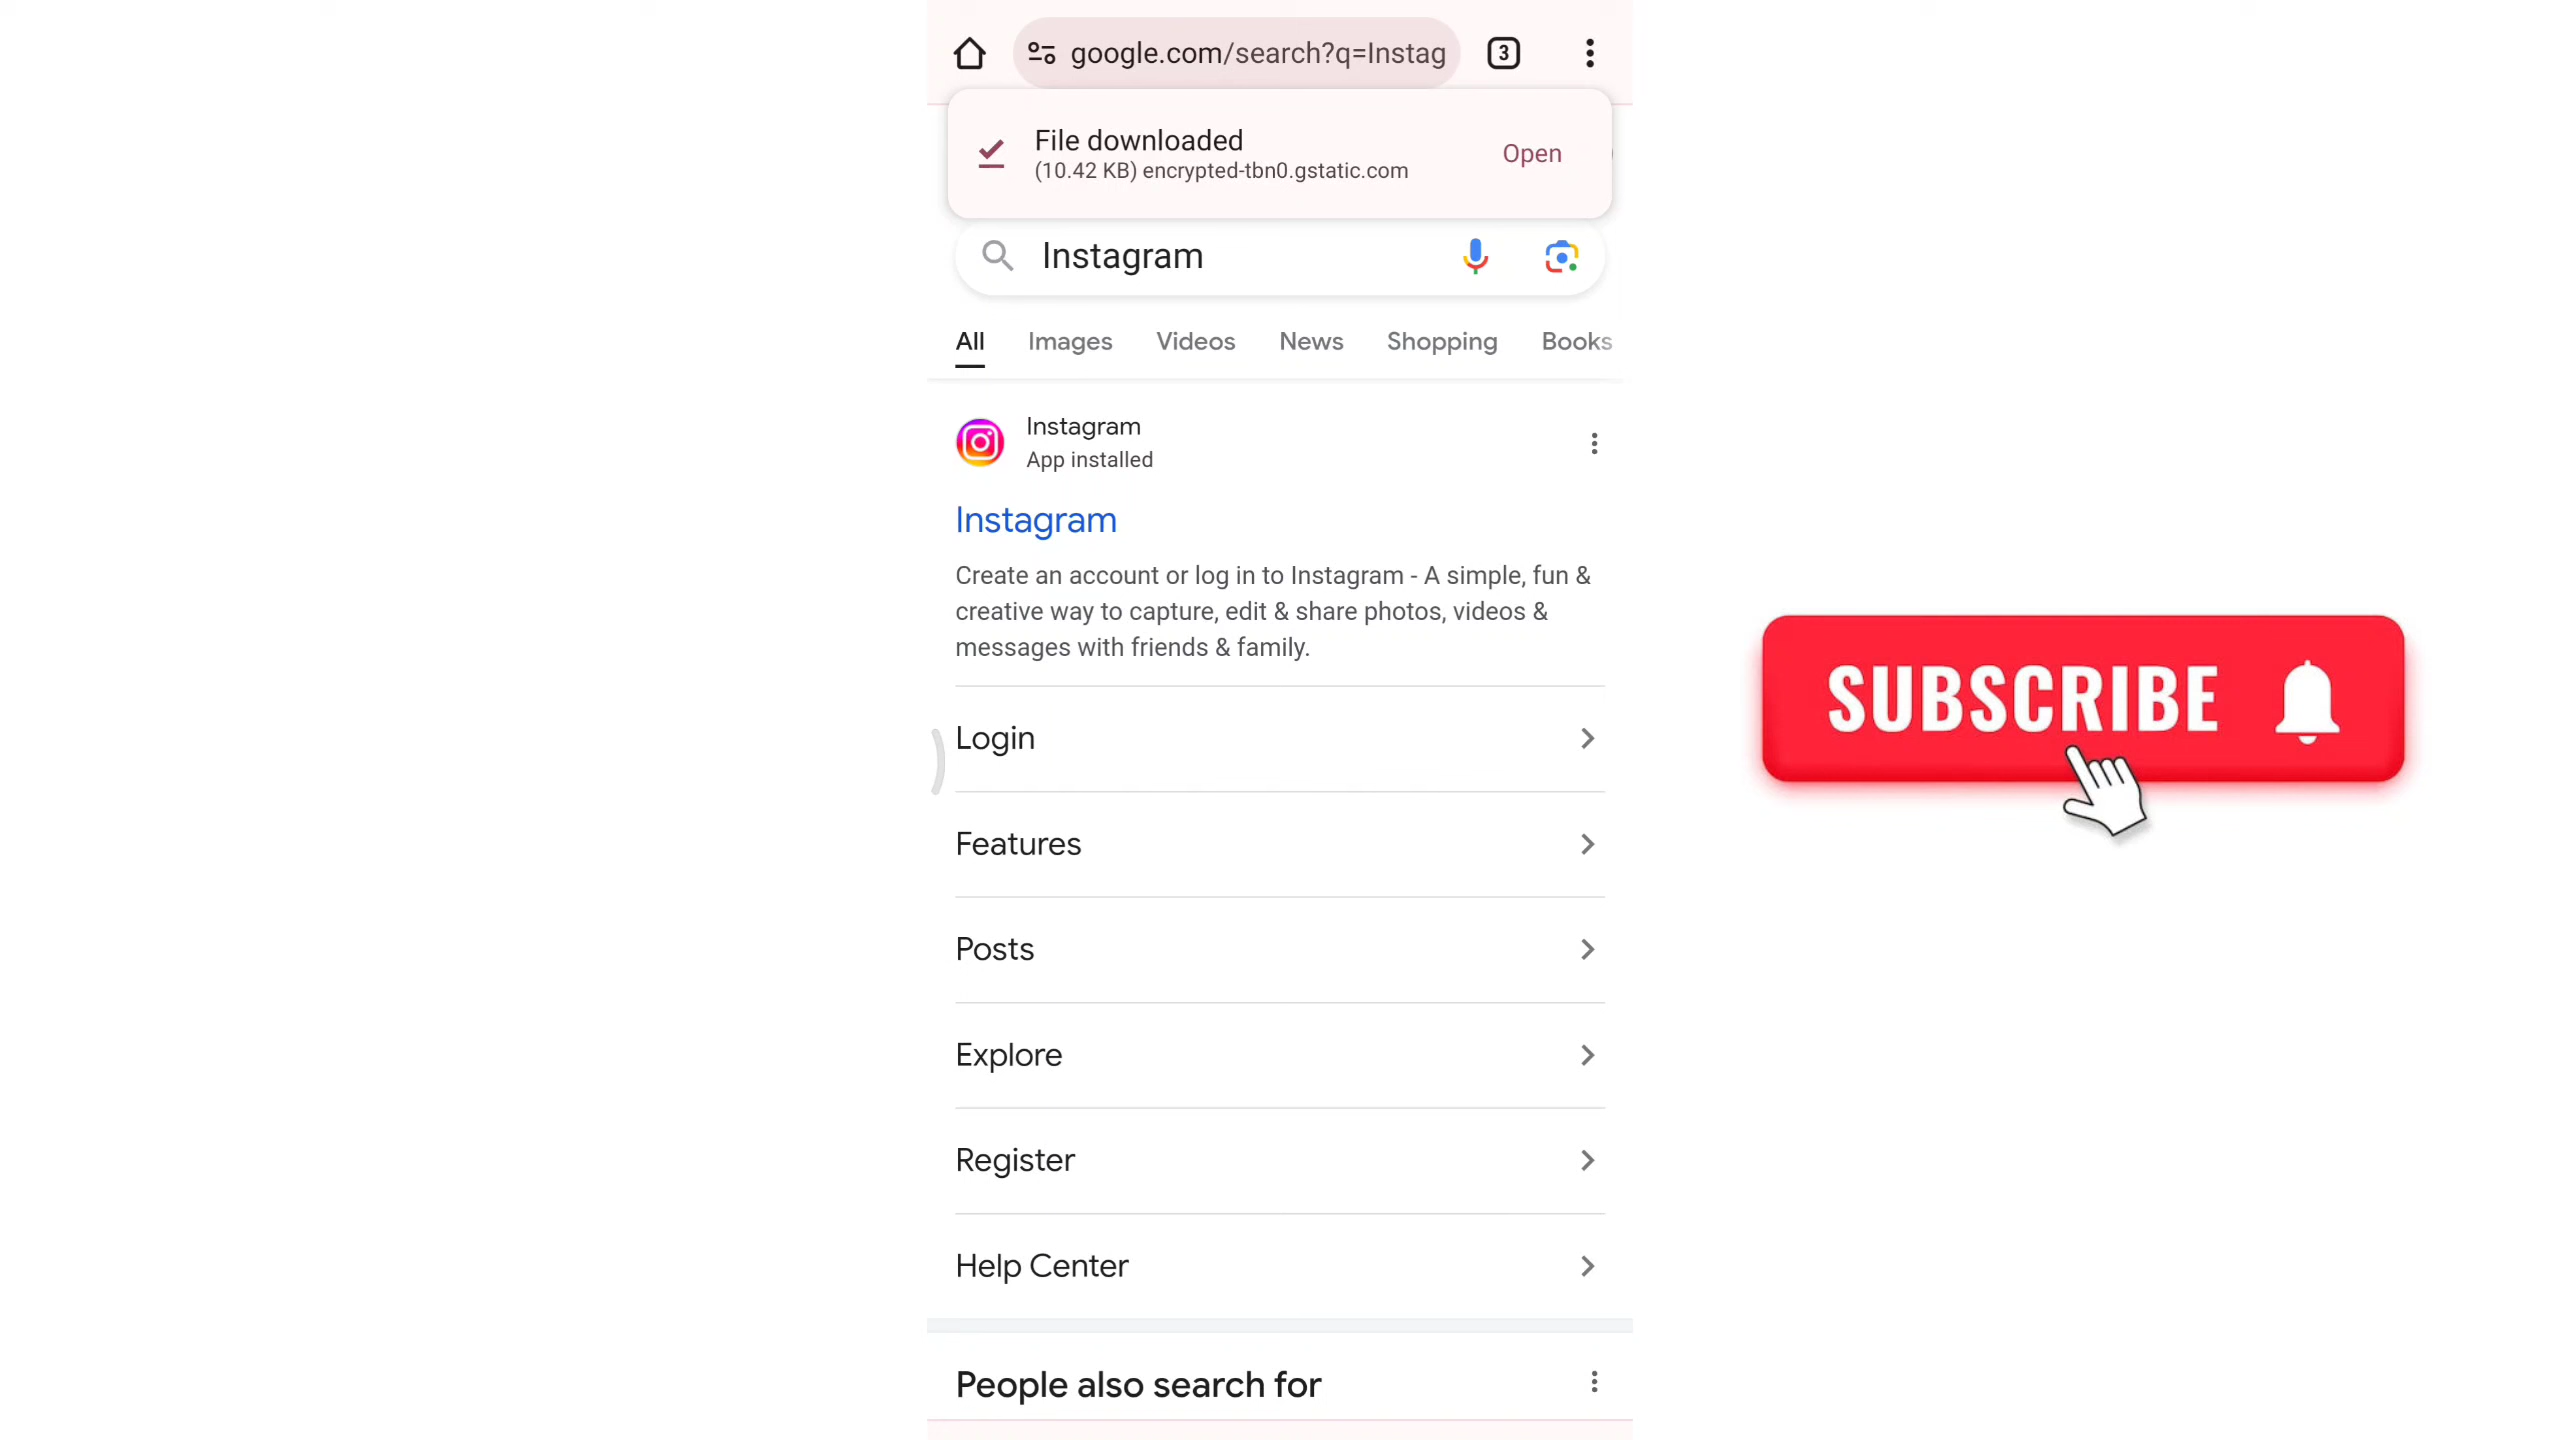 google.com/search?q=Instag
3
File downloaded
Open
(10.42 KB) encrypted-tbn0.gstatic.com
Instagram
All Images Videos News Shopping Books
Instagram
App installed
Instagram
Create an account or log in to Instagram - A simple, fun &
creative way to capture, edit & share photos, videos &
messages with friends & family.
Login
Features
Posts
Explore
Register
Help Center
People also search for
SUBSCRIBE